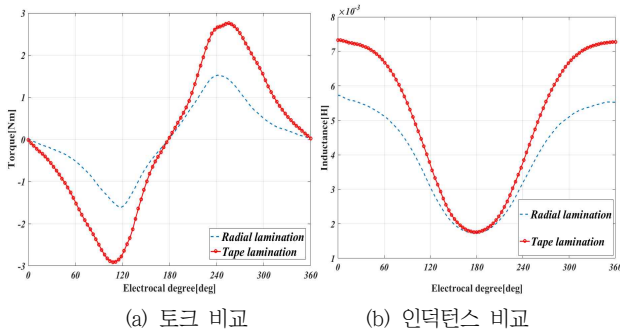 3
2
1
0
-1
-2
-3
Torque[Nm]
0 60 120 180 240 300 360
Electrocal degree[deg]
Radial lamination
Tape lamination
(a) 토크 비교
×10⁻³
8
7
6
5
4
3
2
1
Inductance[H]
0 60 120 180 240 300 360
Electrocal degree[deg]
Radial lamination
Tape lamination
(b) 인덕턴스 비교